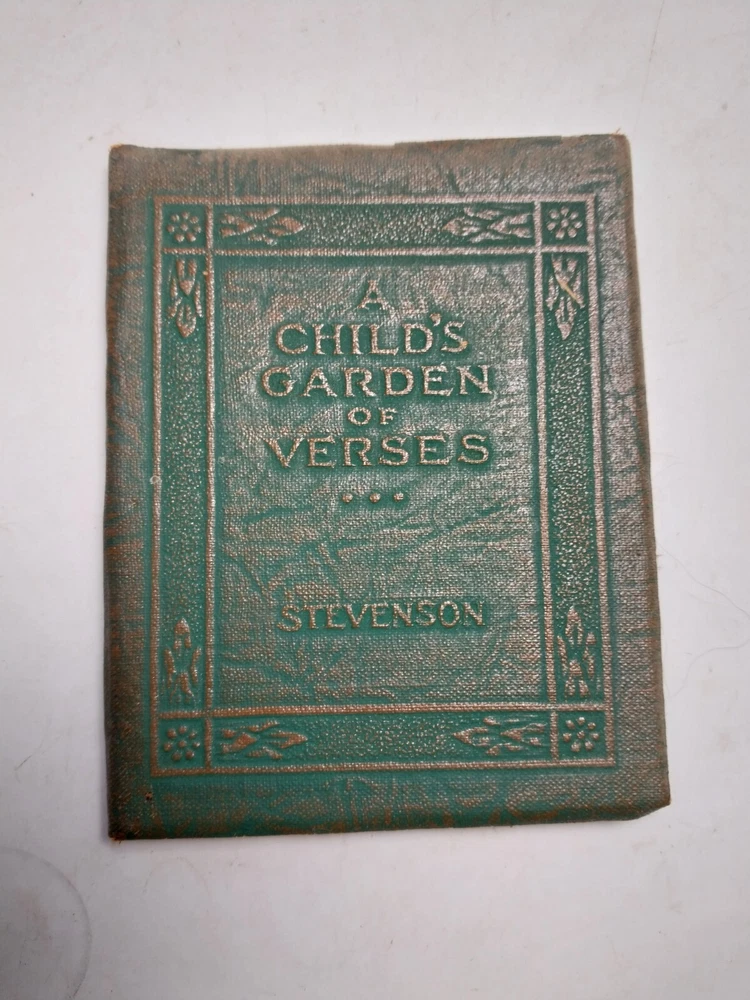 A
CHILD'S
GARDEN
OF
VERSES
STEVENSON